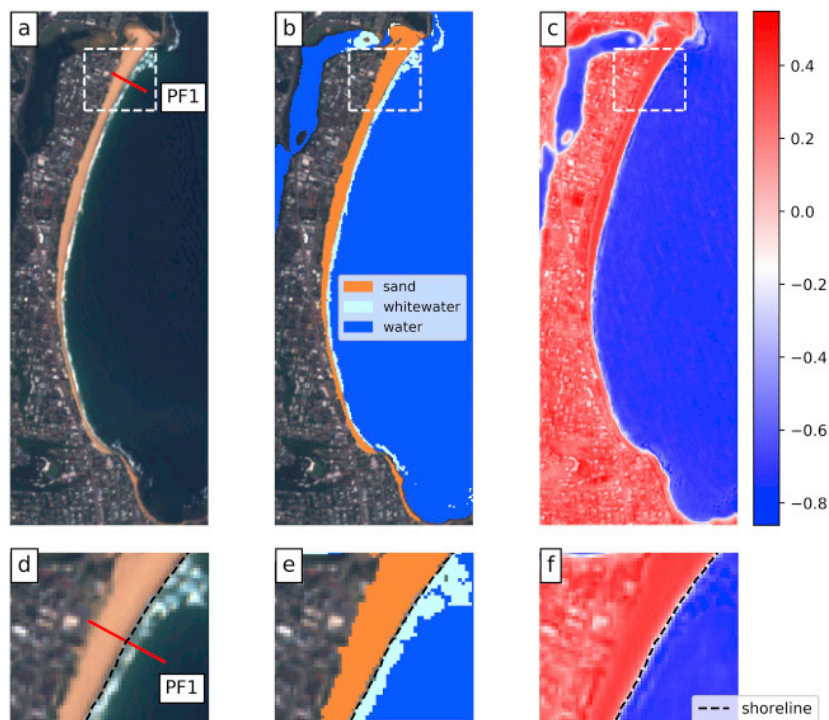 a
PF1
b
sand
whitewater
water
c
0.4
0.2
0.0
−0.2
−0.4
−0.6
−0.8
d
PF1
e
f
shoreline